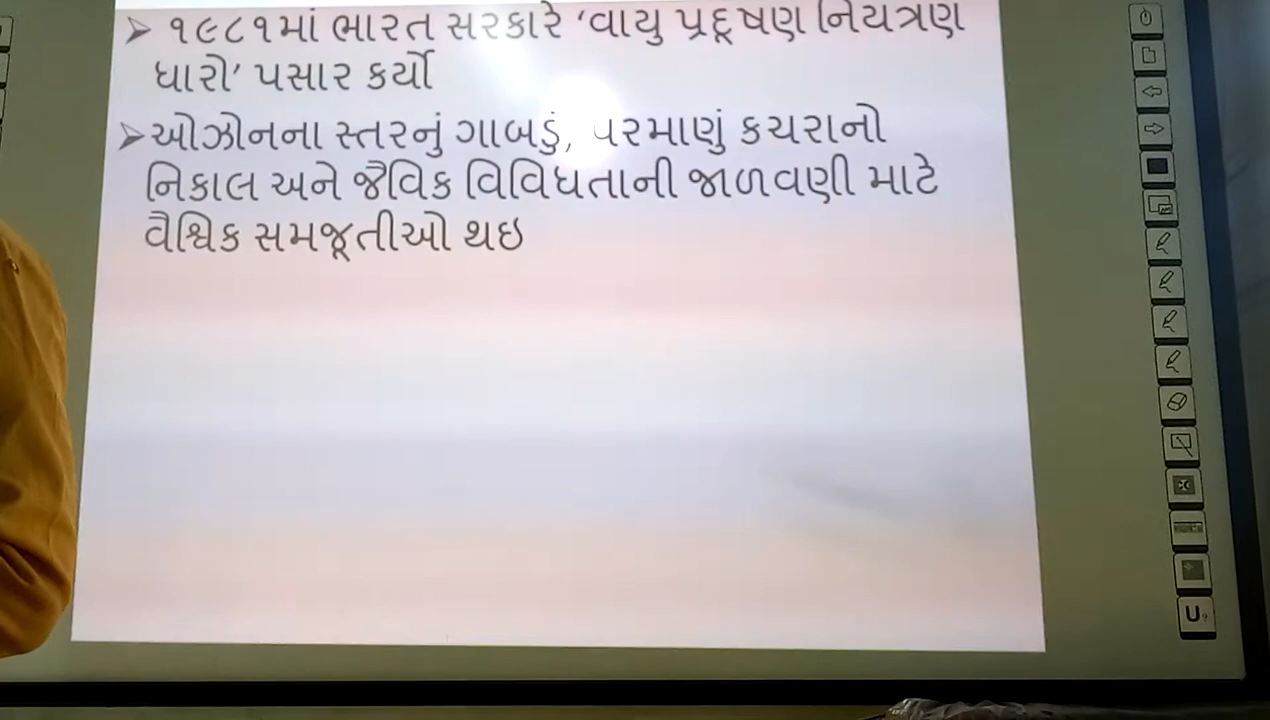 ➢ ૧૯૮૧માં ભારત સરકારે ‘વાયુ પ્રદૂષણ નિયત્રણ
ધારો’ પસાર કર્યો
➢ઓઝોનના સ્તરનું ગાબડું, પરમાણું કચરાનો
નિકાલ અને જૈવિક વિવિધતાની જાળવણી માટે
વૈશ્વિક સમજૂતીઓ થઇ